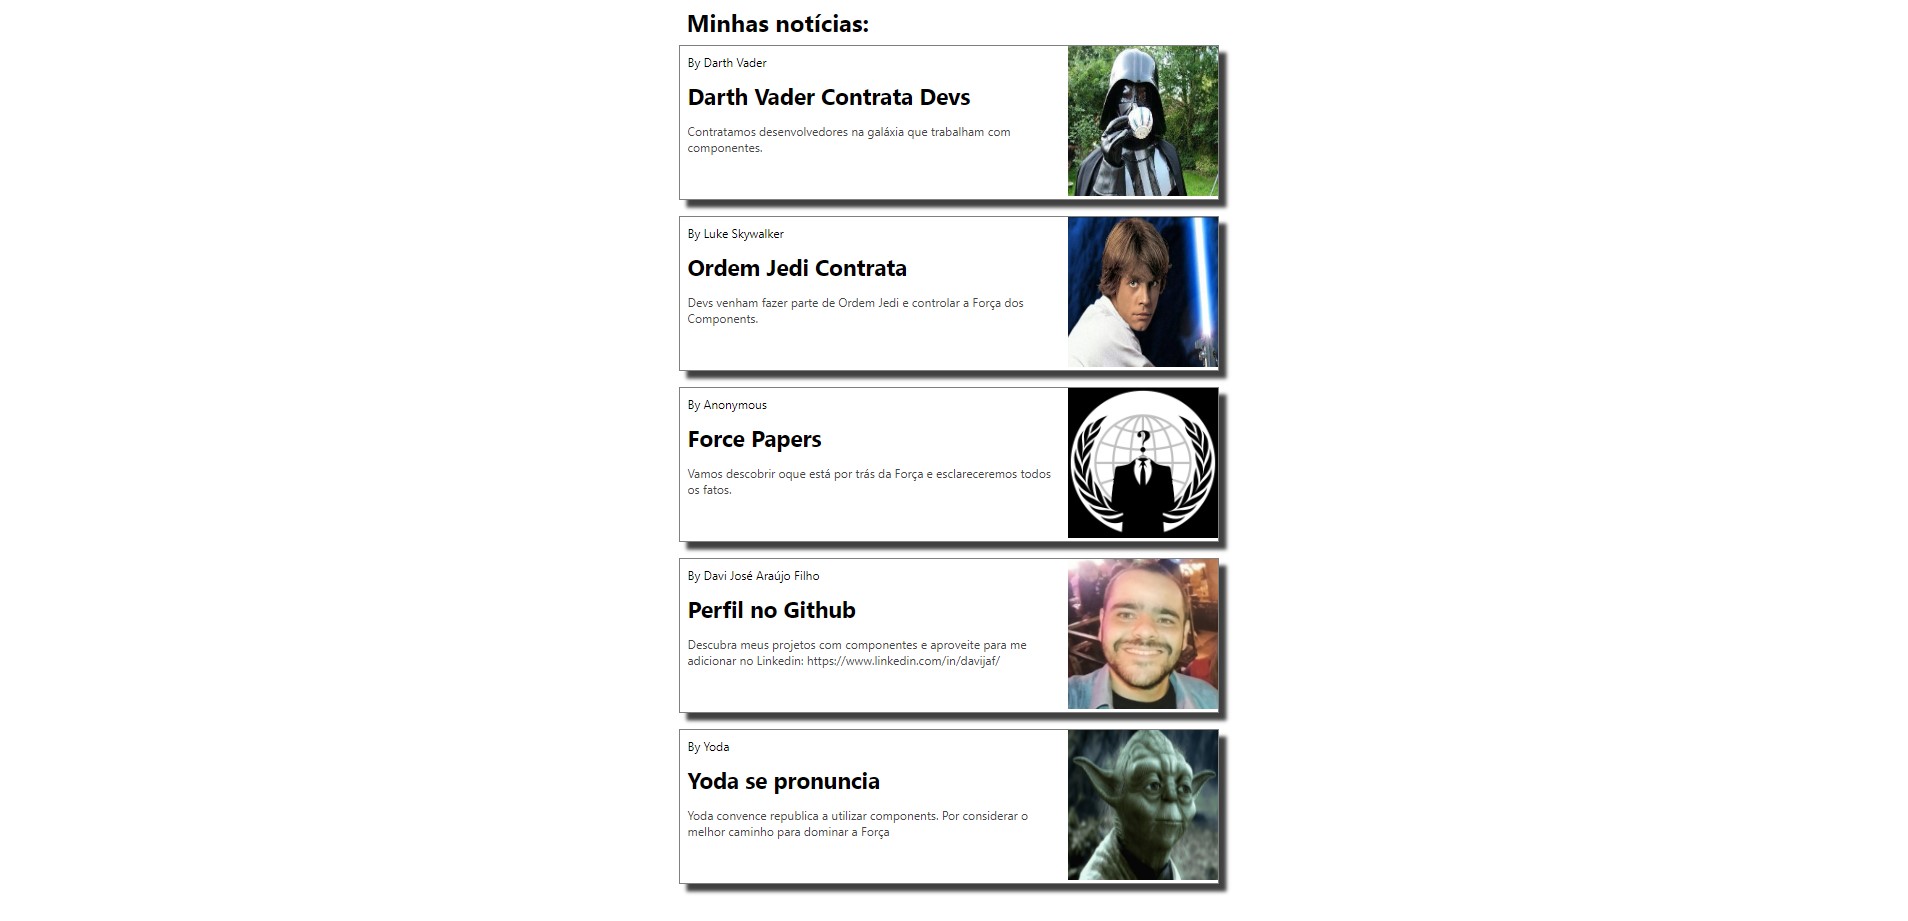 Minhas notícias:
By Darth Vader
Darth Vader Contrata Devs
Contratamos desenvolvedores na galáxia que trabalham com
componentes.
By Luke Skywalker
Ordem Jedi Contrata
Devs venham fazer parte de Ordem Jedi e controlar a Força dos
Components.
By Anonymous
Force Papers
Vamos descobrir oque está por trás da Força e esclareceremos todos
os fatos.
?
By Davi José Araújo Filho
Perfil no Github
Descubra meus projetos com componentes e aproveite para me
adicionar no Linkedin: https://www.linkedin.com/in/davijaf/
By Yoda
Yoda se pronuncia
Yoda convence republica a utilizar components. Por considerar o
melhor caminho para dominar a Força